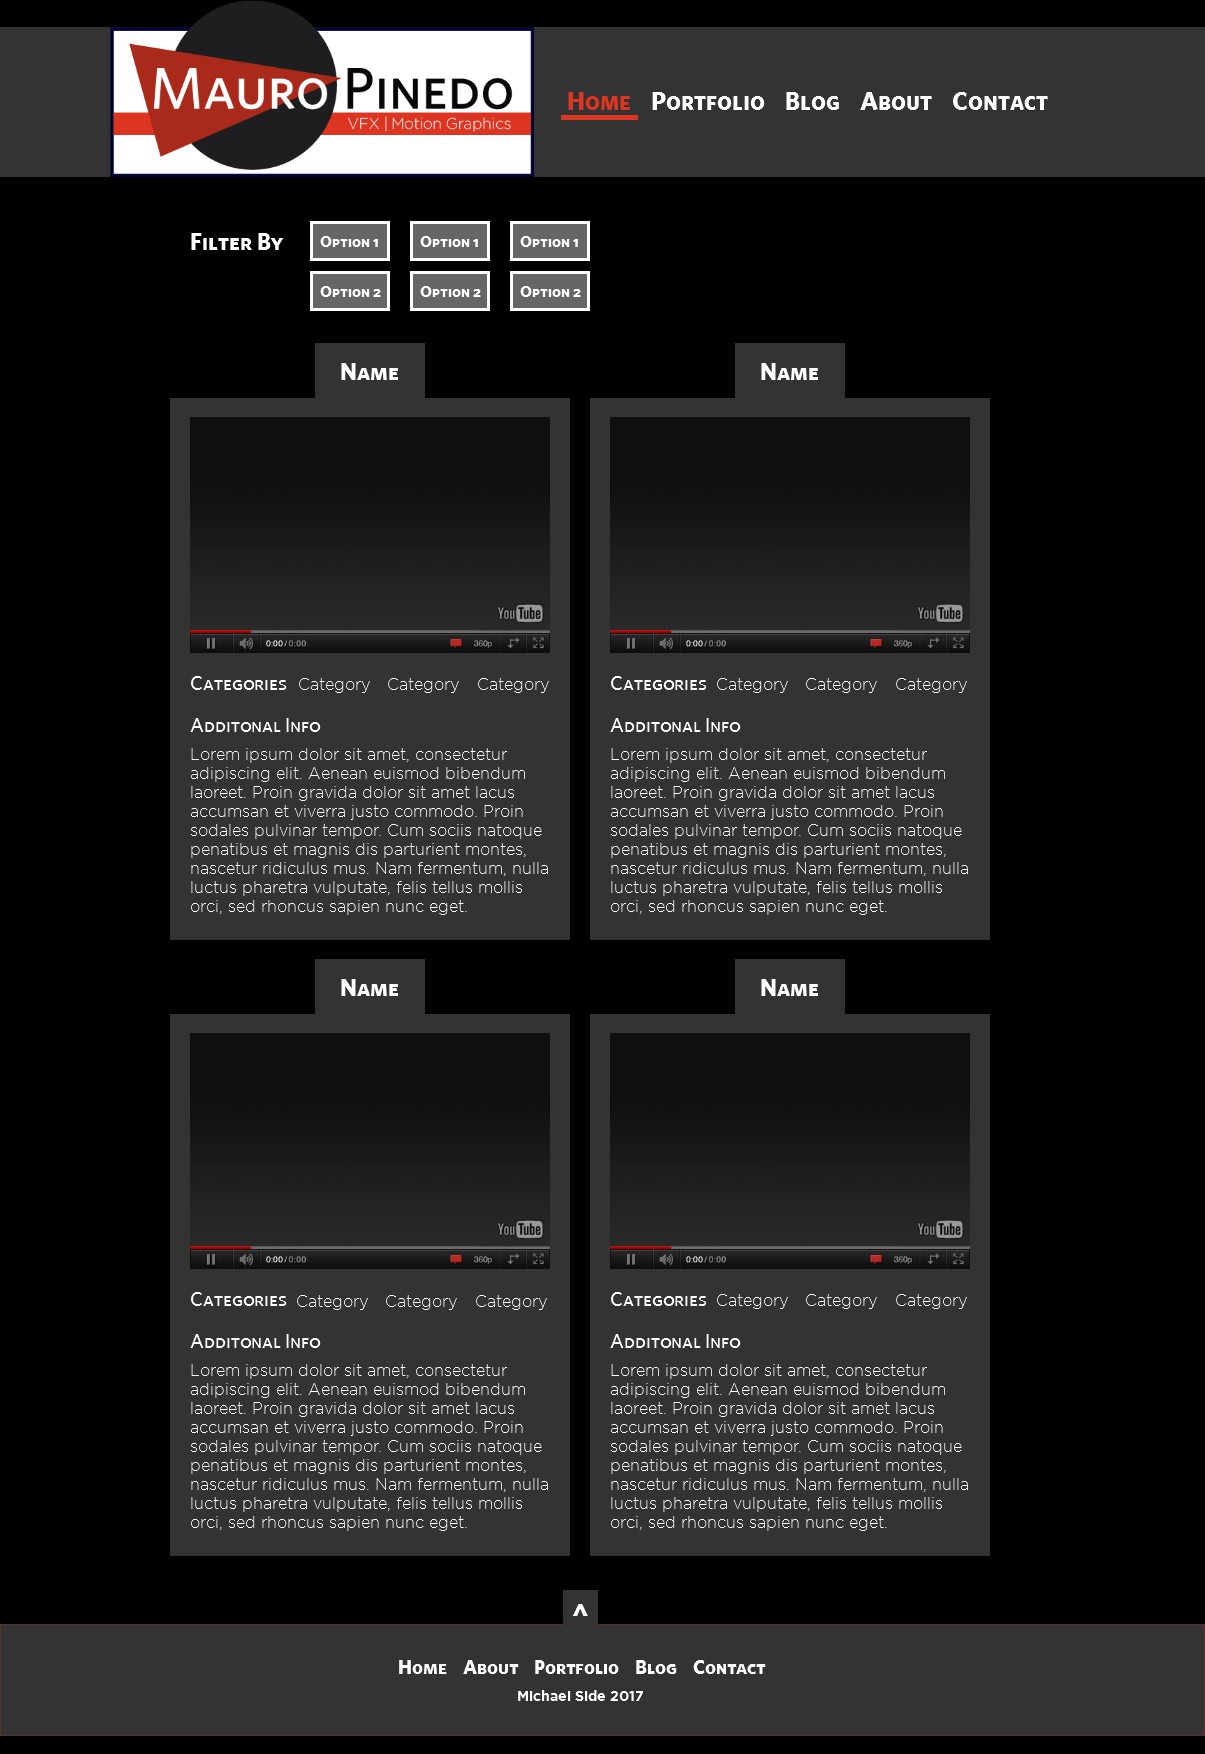 Mauro Pinedo
VFX | Motion Graphics
Home Portfolio Blog About Contact
Filter By Option 1 Option 1 Option 1
Option 2 Option 2 Option 2
Name
YouTube
0:00 / 0:00 360p
Categories Category Category Category
Additonal Info
Lorem ipsum dolor sit amet, consectetur
adipiscing elit. Aenean euismod bibendum
laoreet. Proin gravida dolor sit amet lacus
accumsan et viverra justo commodo. Proin
sodales pulvinar tempor. Cum sociis natoque
penatibus et magnis dis parturient montes,
nascetur ridiculus mus. Nam fermentum, nulla
luctus pharetra vulputate, felis tellus mollis
orci, sed rhoncus sapien nunc eget.
Name
YouTube
0:00 / 0:00 360p
Categories Category Category Category
Additonal Info
Lorem ipsum dolor sit amet, consectetur
adipiscing elit. Aenean euismod bibendum
laoreet. Proin gravida dolor sit amet lacus
accumsan et viverra justo commodo. Proin
sodales pulvinar tempor. Cum sociis natoque
penatibus et magnis dis parturient montes,
nascetur ridiculus mus. Nam fermentum, nulla
luctus pharetra vulputate, felis tellus mollis
orci, sed rhoncus sapien nunc eget.
Name
YouTube
0:00 / 0:00 360p
Categories Category Category Category
Additonal Info
Lorem ipsum dolor sit amet, consectetur
adipiscing elit. Aenean euismod bibendum
laoreet. Proin gravida dolor sit amet lacus
accumsan et viverra justo commodo. Proin
sodales pulvinar tempor. Cum sociis natoque
penatibus et magnis dis parturient montes,
nascetur ridiculus mus. Nam fermentum, nulla
luctus pharetra vulputate, felis tellus mollis
orci, sed rhoncus sapien nunc eget.
Name
YouTube
0:00 / 0:00 360p
Categories Category Category Category
Additonal Info
Lorem ipsum dolor sit amet, consectetur
adipiscing elit. Aenean euismod bibendum
laoreet. Proin gravida dolor sit amet lacus
accumsan et viverra justo commodo. Proin
sodales pulvinar tempor. Cum sociis natoque
penatibus et magnis dis parturient montes,
nascetur ridiculus mus. Nam fermentum, nulla
luctus pharetra vulputate, felis tellus mollis
orci, sed rhoncus sapien nunc eget.
^
Home About Portfolio Blog Contact
Michael Side 2017